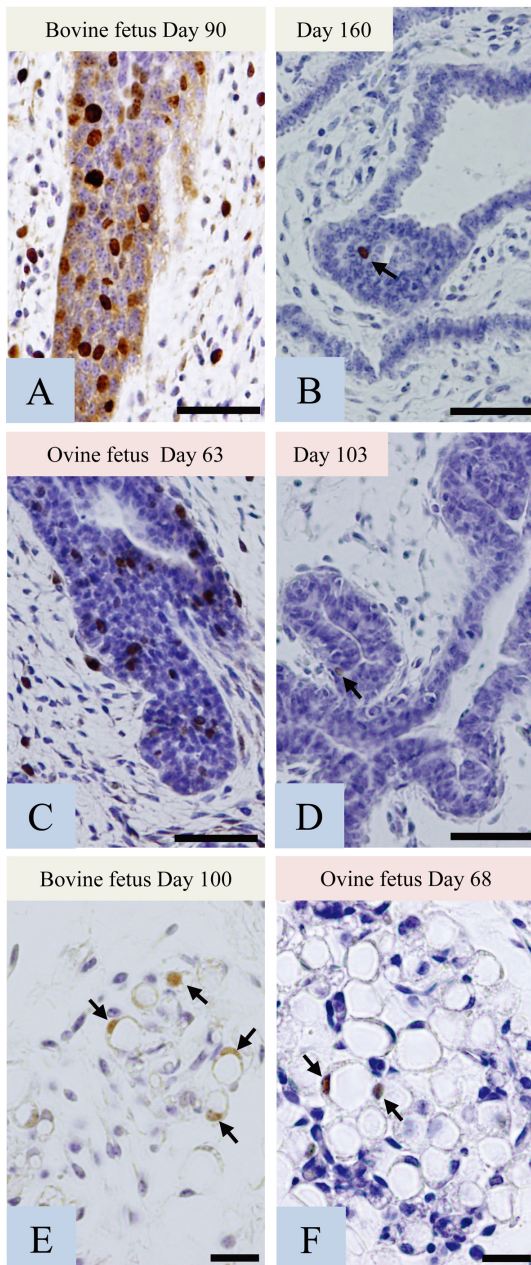 Bovine fetus Day 90
Day 160
A
B
Ovine fetus Day 63
Day 103
C
D
Bovine fetus Day 100
Ovine fetus Day 68
E
F